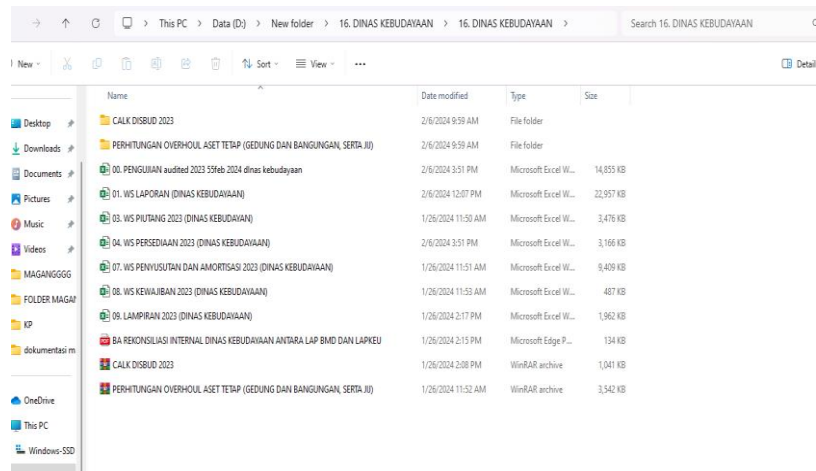 This PC > Data (D:) > New folder > 16. DINAS KEBUDAYAAN > 16. DINAS KEBUDAYAAN > Search 16. DINAS KEBUDAYAAN
New Sort View ... Detail
Name Date modified Type Size
Desktop
Downloads
Documents
Pictures
Music
Videos
MAGANGGGG
FOLDER MAGAN
KP
dokumentasi m
OneDrive
This PC
Windows-SSD
CALK DISBUD 2023 2/6/2024 9:59 AM File folder
PERHITUNGAN OVERHOUL ASET TETAP (GEDUNG DAN BANGUNGAN, SERTA JIJ) 2/6/2024 9:59 AM File folder
00. PENGUJIAN audited 2023 55feb 2024 dinas kebudayaan 2/6/2024 3:51 PM Microsoft Excel W... 14,855 KB
01. WS LAPORAN (DINAS KEBUDAYAAN) 2/6/2024 12:07 PM Microsoft Excel W... 22,957 KB
03. WS PIUTANG 2023 (DINAS KEBUDAYAN) 1/26/2024 11:50 AM Microsoft Excel W... 3,476 KB
04. WS PERSEDIAAN 2023 (DINAS KEBUDAYAAN) 2/6/2024 3:51 PM Microsoft Excel W... 3,166 KB
07. WS PENYUSUTAN DAN AMORTISASI 2023 (DINAS KEBUDAYAAN) 1/26/2024 11:51 AM Microsoft Excel W... 9,409 KB
08. WS KEWAJIBAN 2023 (DINAS KEBUDAYAAN) 1/26/2024 11:53 AM Microsoft Excel W... 487 KB
09. LAMPIRAN 2023 (DINAS KEBUDAYAAN) 1/26/2024 2:17 PM Microsoft Excel W... 1,962 KB
BA REKONSILIASI INTERNAL DINAS KEBUDAYAAN ANTARA LAP BMD DAN LAPKEU 1/26/2024 2:15 PM Microsoft Edge P... 134 KB
CALK DISBUD 2023 1/26/2024 2:08 PM WinRAR archive 1,041 KB
PERHITUNGAN OVERHOUL ASET TETAP (GEDUNG DAN BANGUNGAN, SERTA JIJ) 1/26/2024 11:52 AM WinRAR archive 3,542 KB